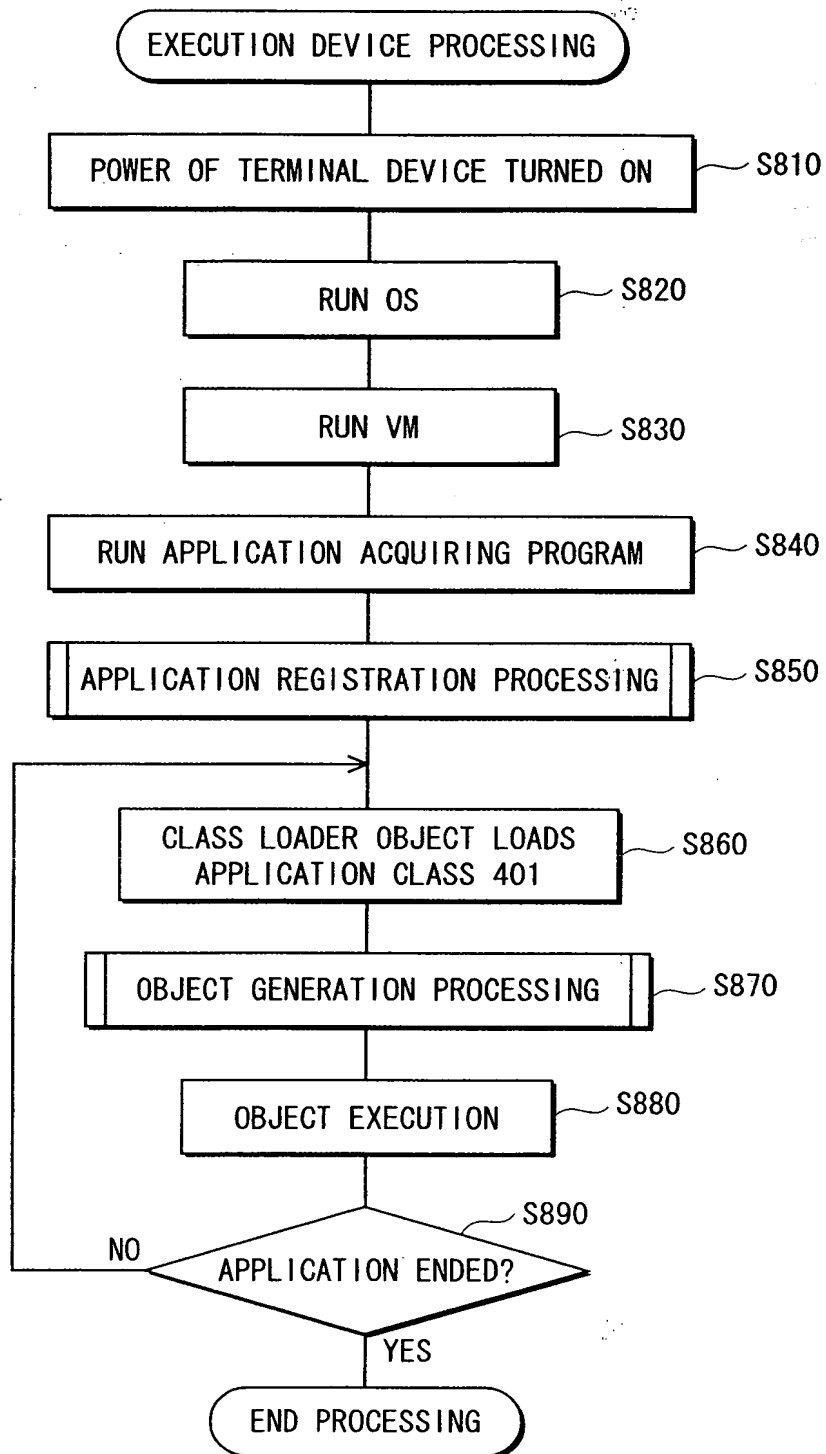 EXECUTION DEVICE PROCESSING
POWER OF TERMINAL DEVICE TURNED ON
S810
RUN OS
S820
RUN VM
S830
RUN APPLICATION ACQUIRING PROGRAM
S840
APPLICATION REGISTRATION PROCESSING
S850
CLASS LOADER OBJECT LOADS
APPLICATION CLASS 401
S860
OBJECT GENERATION PROCESSING
S870
OBJECT EXECUTION
S880
S890
NO
APPLICATION ENDED?
YES
END PROCESSING